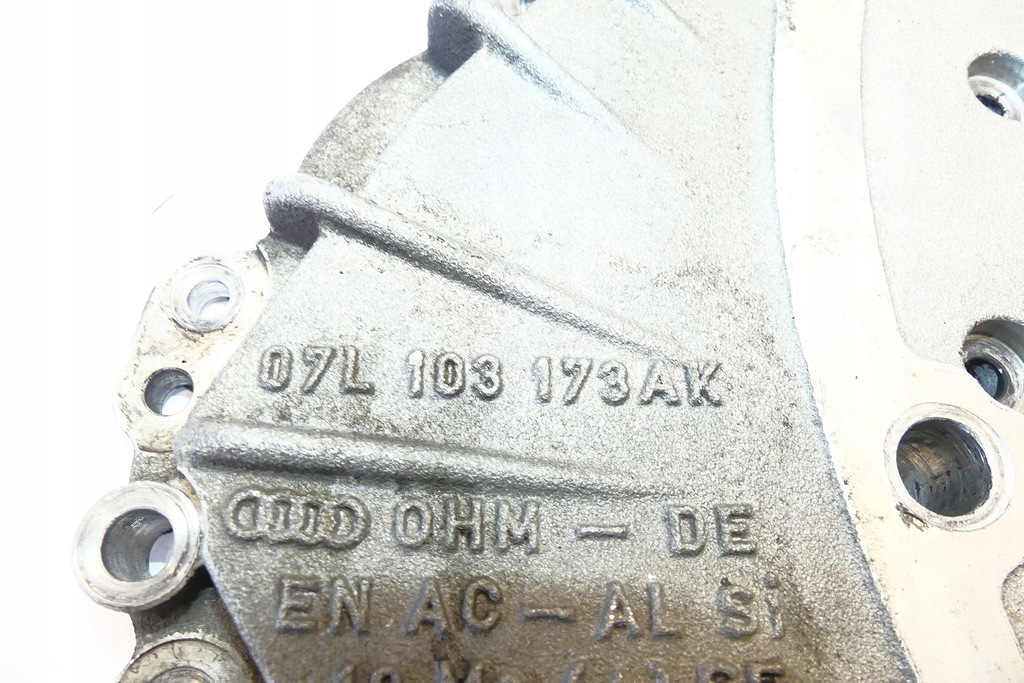 07L 103 173AK
OHM - DE
EN AC - AL Si